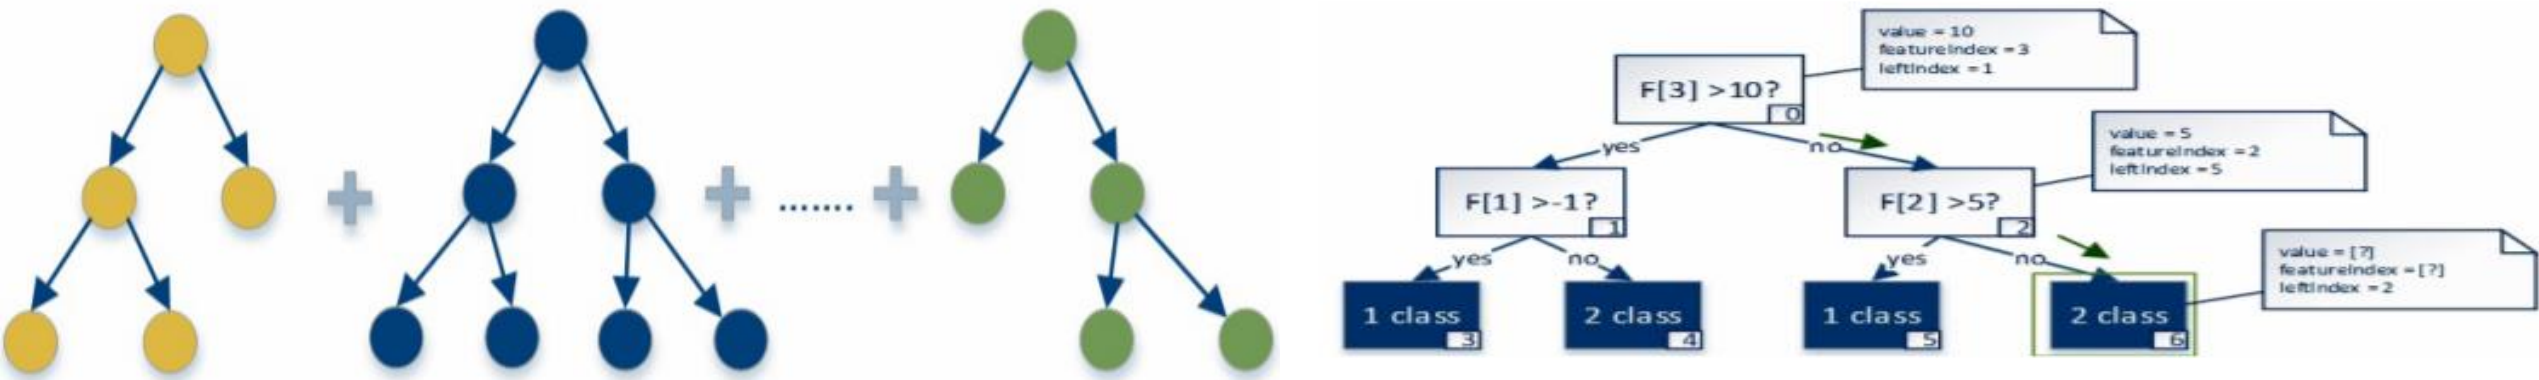 .......
value = 10
featureIndex = 3
leftIndex = 1
F[3] >10?
0
yes
no
value = 5
featureIndex = 2
leftIndex = 5
F[1] >-1?
1
F[2] >5?
2
yes
no
yes
no
value = [?]
featureIndex = [?]
leftIndex = 2
1 class
3
2 class
4
1 class
5
2 class
6